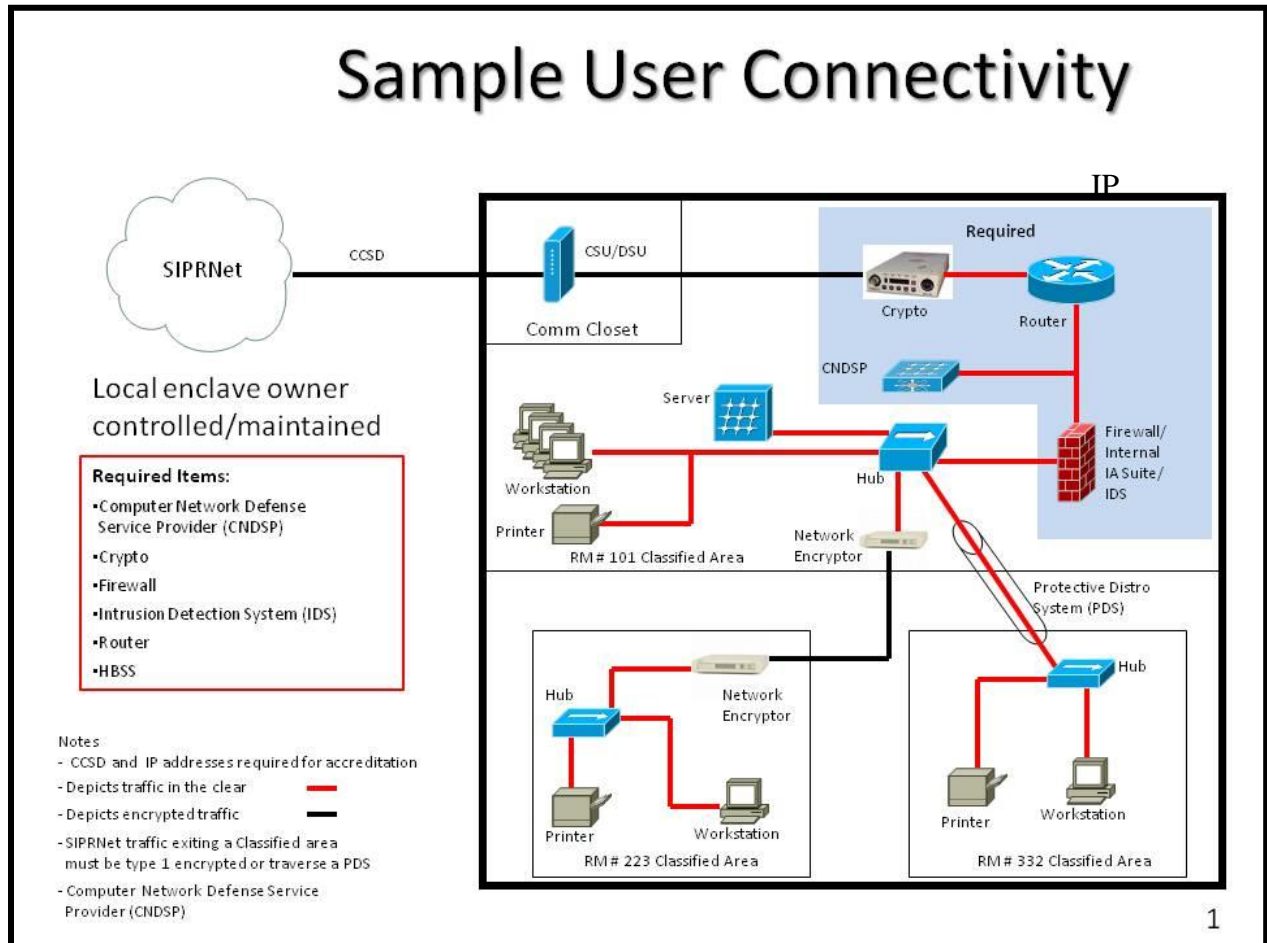 Sample User Connectivity
IP
SIPRNet
CCSD
CSU/DSU
Comm Closet
Required
Crypto
Router
CNDSP
Server
Hub
Firewall/
Internal
IA Suite/
IDS
Workstation
Printer
Network
Encryptor
RM # 101 Classified Area
Protective Distro
System (PDS)
Hub
Network
Encryptor
Printer
Workstation
RM # 223 Classified Area
Hub
Printer
Workstation
RM # 332 Classified Area
Local enclave owner
controlled/maintained
Required Items:
▪Computer Network Defense
Service Provider (CNDSP)
▪Crypto
▪Firewall
▪Intrusion Detection System (IDS)
▪Router
▪HBSS
Notes
- CCSD and IP addresses required for accreditation
- Depicts traffic in the clear
- Depicts encrypted traffic
- SIPRNet traffic exiting a Classified area
must be type 1 encrypted or traverse a PDS
- Computer Network Defense Service
Provider (CNDSP)
1